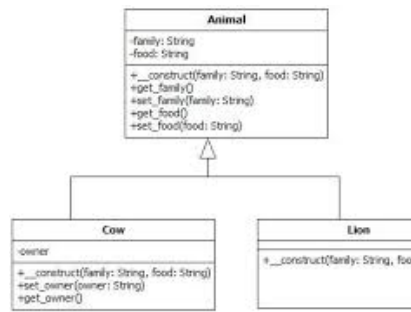 Animal
-family: String
-food: String
+__construct(family: String, food: String)
+get_family()
+set_family(family: String)
+get_food()
+set_food(food: String)
Cow
-owner
+__construct(family: String, food: String)
+set_owner(owner: String)
+get_owner()
Lion
+__construct(family: String, foo